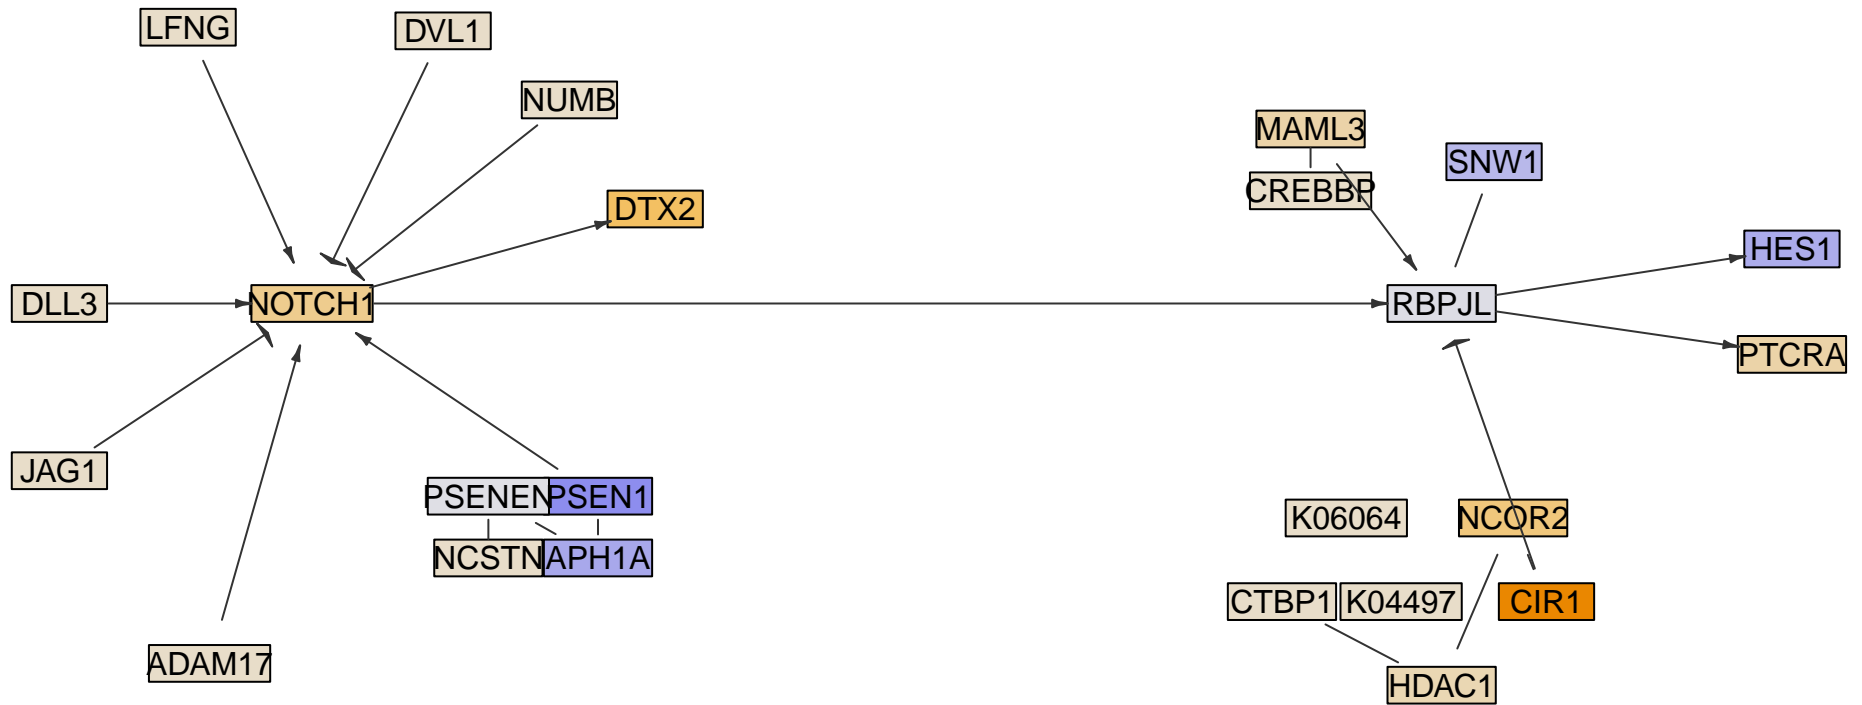 LFNG
DVL1
NUMB
MAML3
SNW1
CREBBP
DTX2
HES1
DLL3
NOTCH1
RBPJL
PTCRA
JAG1
PSENEN
PSEN1
K06064
NCOR2
NCSTN
APH1A
CTBP1
K04497
CIR1
ADAM17
HDAC1